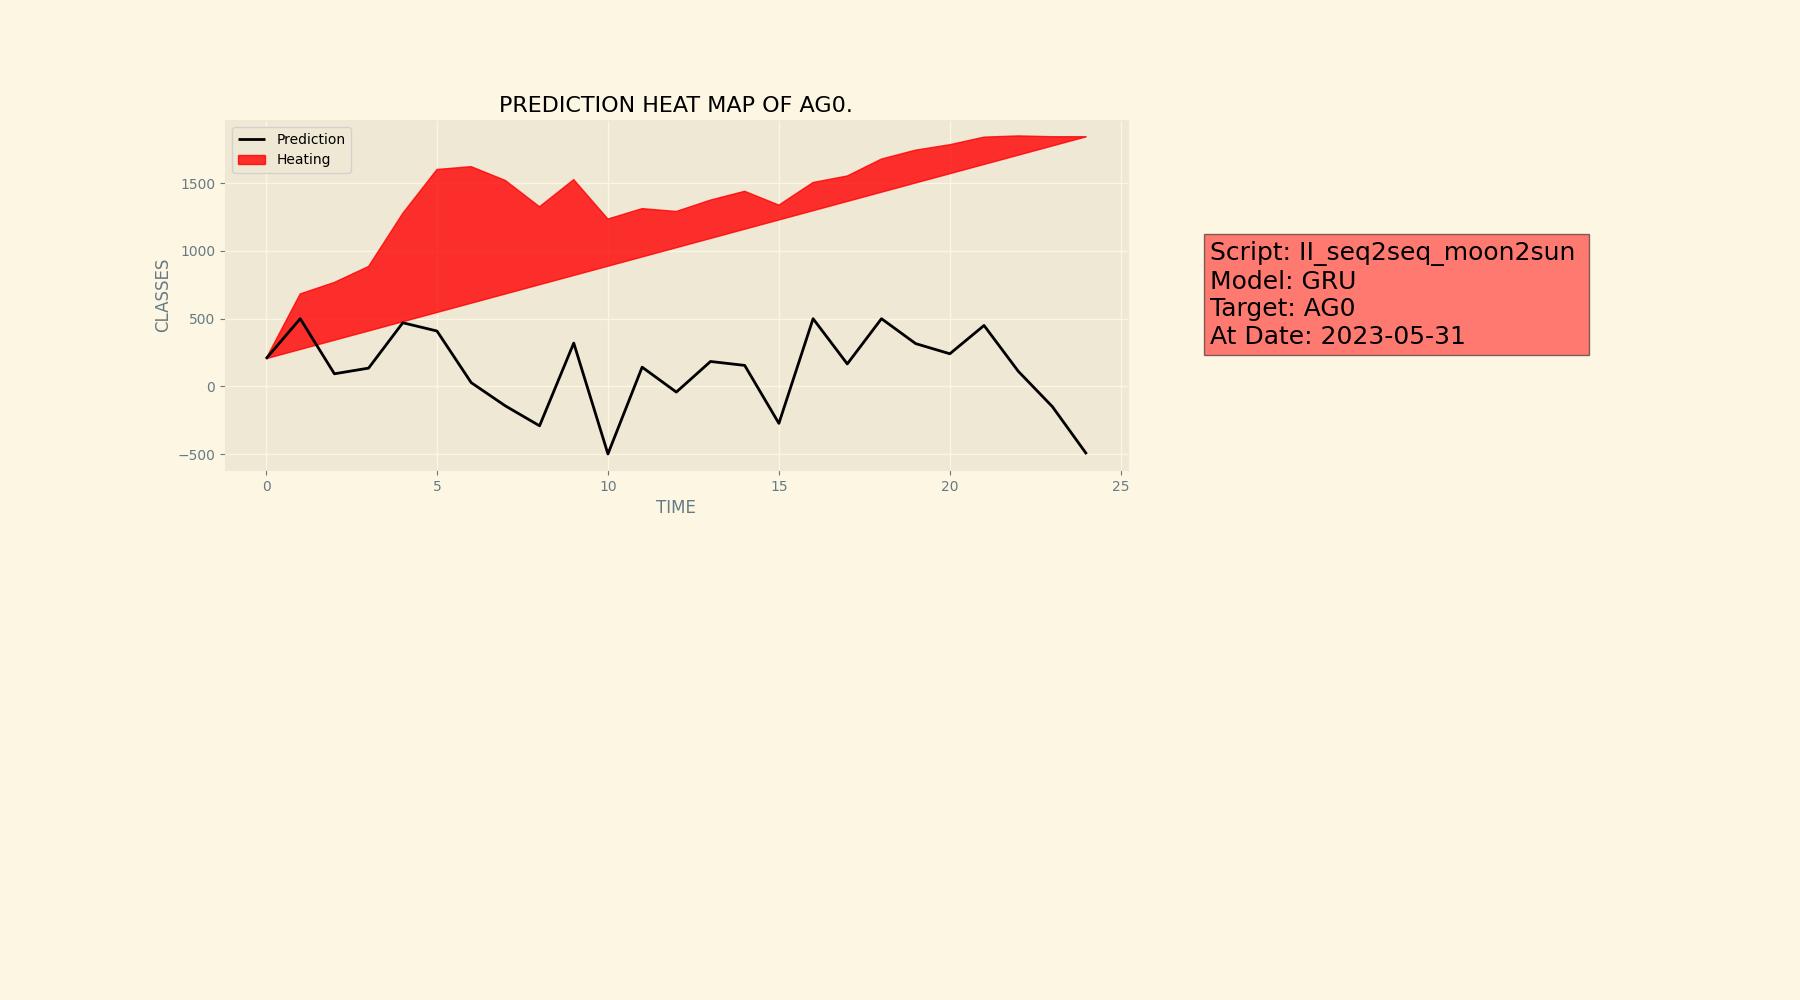 PREDICTION HEAT MAP OF AG0.
Prediction
Heating
CLASSES
1500
1000
500
0
−500
0 5 10 15 20 25
TIME
Script: II_seq2seq_moon2sun
Model: GRU
Target: AG0
At Date: 2023-05-31